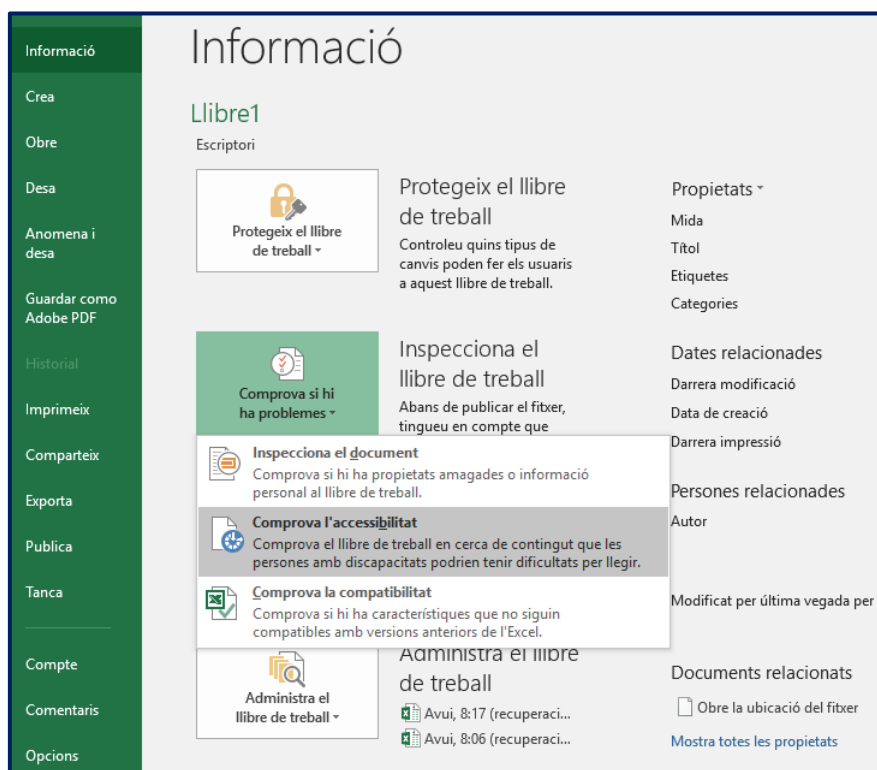 Informació
Crea
Obre
Desa
Anomena i
desa
Guardar como
Adobe PDF
Historial
Imprimeix
Comparteix
Exporta
Publica
Tanca
Compte
Comentaris
Opcions
Informació
Llibre1
Escriptori
Protegeix el llibre
de treball
Protegeix el llibre
de treball
Controleu quins tipus de
canvis poden fer els usuaris
a aquest llibre de treball.
Comprova si hi
ha problemes
Inspecciona el
llibre de treball
Abans de publicar el fitxer,
tingueu en compte que
Inspecciona el document
Comprova si hi ha propietats amagades o informació
personal al llibre de treball.
Comprova l'accessibilitat
Comprova el llibre de treball en cerca de contingut que les
persones amb discapacitats podrien tenir dificultats per llegir.
Comprova la compatibilitat
Comprova si hi ha característiques que no siguin
compatibles amb versions anteriors de l'Excel.
Administra el
llibre de treball
Administra el llibre
de treball
Avui, 8:17 (recuperaci...
Avui, 8:06 (recuperaci...
Propietats
Mida
Títol
Etiquetes
Categories
Dates relacionades
Darrera modificació
Data de creació
Darrera impressió
Persones relacionades
Autor
Modificat per última vegada per
Documents relacionats
Obre la ubicació del fitxer
Mostra totes les propietats